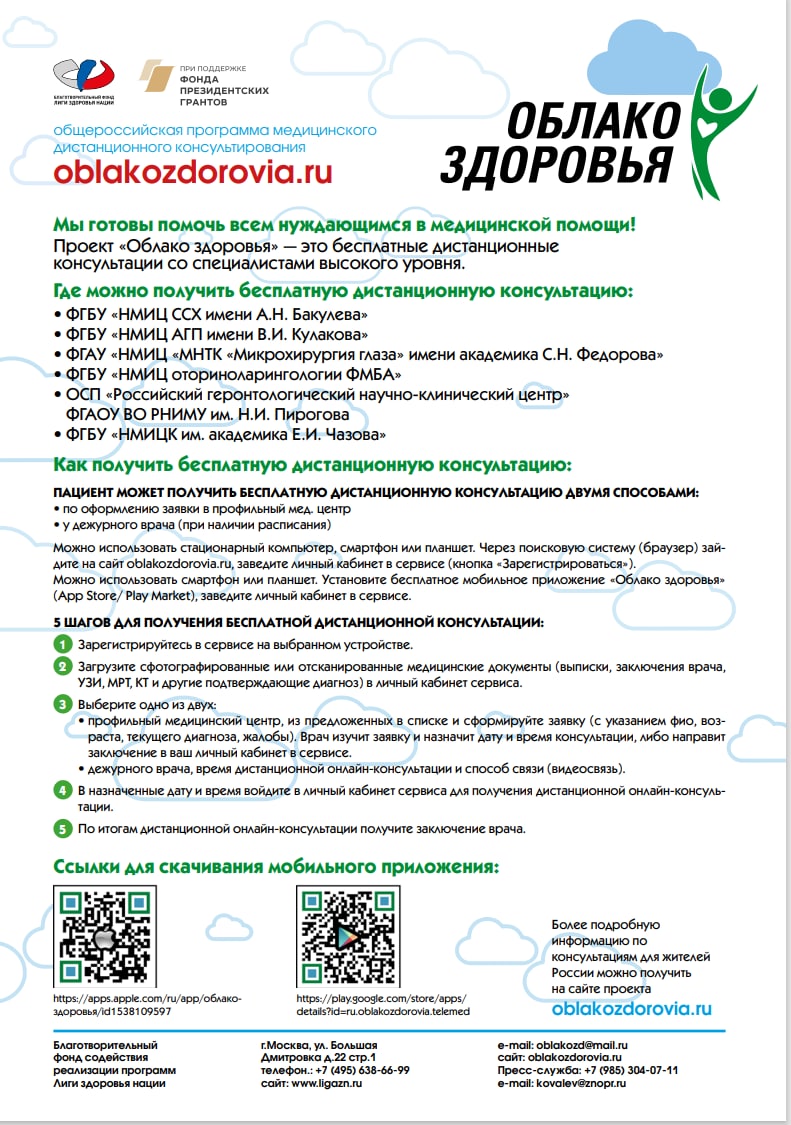 БЛАГОТВОРИТЕЛЬНЫЙ ФОНД
ЛИГИ ЗДОРОВЬЯ НАЦИИ
ПРИ ПОДДЕРЖКЕ
ФОНДА
ПРЕЗИДЕНТСКИХ
ГРАНТОВ
общероссийская программа медицинского
дистанционного консультирования
oblakozdorovia.ru
ОБЛАКО
ЗДОРОВЬЯ
Мы готовы помочь всем нуждающимся в медицинской помощи!
Проект «Облако здоровья» — это бесплатные дистанционные
консультации со специалистами высокого уровня.
Где можно получить бесплатную дистанционную консультацию:
• ФГБУ «НМИЦ ССХ имени А.Н. Бакулева»
• ФГБУ «НМИЦ АГП имени В.И. Кулакова»
• ФГАУ «НМИЦ «МНТК «Микрохирургия глаза» имени академика С.Н. Федорова»
• ФГБУ «НМИЦ оториноларингологии ФМБА»
• ОСП «Российский геронтологический научно-клинический центр»
ФГАОУ ВО РНИМУ им. Н.И. Пирогова
• ФГБУ «НМИЦК им. академика Е.И. Чазова»
Как получить бесплатную дистанционную консультацию:
ПАЦИЕНТ МОЖЕТ ПОЛУЧИТЬ БЕСПЛАТНУЮ ДИСТАНЦИОННУЮ КОНСУЛЬТАЦИЮ ДВУМЯ СПОСОБАМИ:
• по оформлению заявки в профильный мед. центр
• у дежурного врача (при наличии расписания)
Можно использовать стационарный компьютер, смартфон или планшет. Через поисковую систему (браузер) зай-
дите на сайт oblakozdorovia.ru, заведите личный кабинет в сервисе (кнопка «Зарегистрироваться»).
Можно использовать смартфон или планшет. Установите бесплатное мобильное приложение «Облако здоровья»
(App Store/ Play Market), заведите личный кабинет в сервисе.
5 ШАГОВ ДЛЯ ПОЛУЧЕНИЯ БЕСПЛАТНОЙ ДИСТАНЦИОННОЙ КОНСУЛЬТАЦИИ:
1 Зарегистрируйтесь в сервисе на выбранном устройстве.
2 Загрузите сфотографированные или отсканированные медицинские документы (выписки, заключения врача,
УЗИ, МРТ, КТ и другие подтверждающие диагноз) в личный кабинет сервиса.
3 Выберите одно из двух:
• профильный медицинский центр, из предложенных в списке и сформируйте заявку (с указанием фио, воз-
раста, текущего диагноза, жалобы). Врач изучит заявку и назначит дату и время консультации, либо направит
заключение в ваш личный кабинет в сервисе.
• дежурного врача, время дистанционной онлайн-консультации и способ связи (видеосвязь).
4 В назначенные дату и время войдите в личный кабинет сервиса для получения дистанционной онлайн-консуль-
тации.
5 По итогам дистанционной онлайн-консультации получите заключение врача.
Ссылки для скачивания мобильного приложения:
https://apps.apple.com/ru/app/облако-
здоровья/id1538109597
https://play.google.com/store/apps/
details?id=ru.oblakozdorovia.telemed
Более подробную
информацию по
консультациям для жителей
России можно получить
на сайте проекта
oblakozdorovia.ru
Благотворительный
фонд содействия
реализации программ
Лиги здоровья нации
г.Москва, ул. Большая
Дмитровка д.22 стр.1
телефон.: +7 (495) 638-66-99
сайт: www.ligazn.ru
e-mail: oblakozd@mail.ru
сайт: oblakozdorovia.ru
Пресс-служба: +7 (985) 304-07-11
e-mail: kovalev@znopr.ru